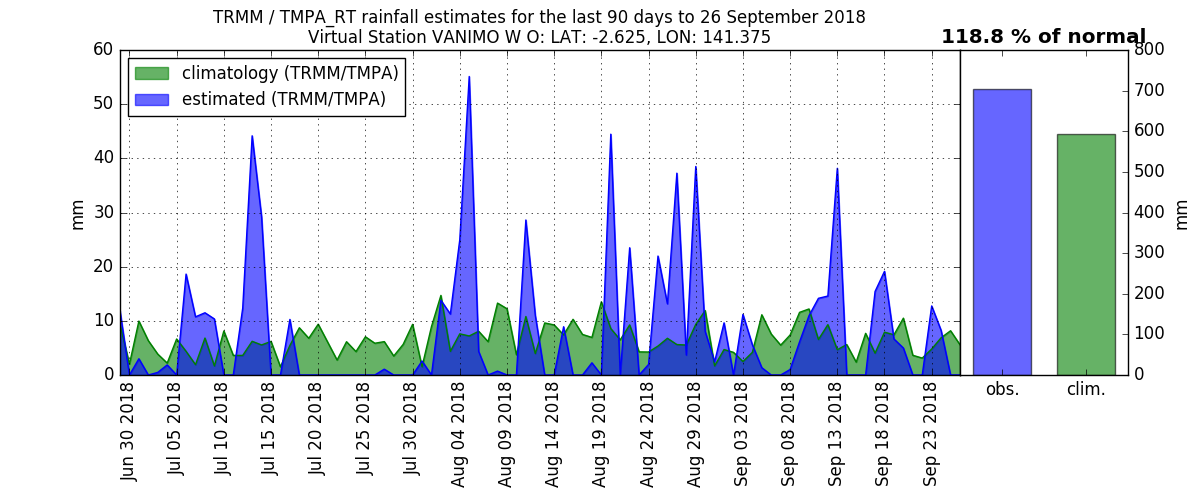 TRMM / TMPA_RT rainfall estimates for the last 90 days to 26 September 2018
Virtual Station VANIMO W O: LAT: -2.625, LON: 141.375
118.8 % of normal
climatology (TRMM/TMPA)
estimated (TRMM/TMPA)
60
50
40
30
20
10
0
mm
Jun 30 2018
Jul 05 2018
Jul 10 2018
Jul 15 2018
Jul 20 2018
Jul 25 2018
Jul 30 2018
Aug 04 2018
Aug 09 2018
Aug 14 2018
Aug 19 2018
Aug 24 2018
Aug 29 2018
Sep 03 2018
Sep 08 2018
Sep 13 2018
Sep 18 2018
Sep 23 2018
obs.
clim.
800
700
600
500
400
300
200
100
0
mm